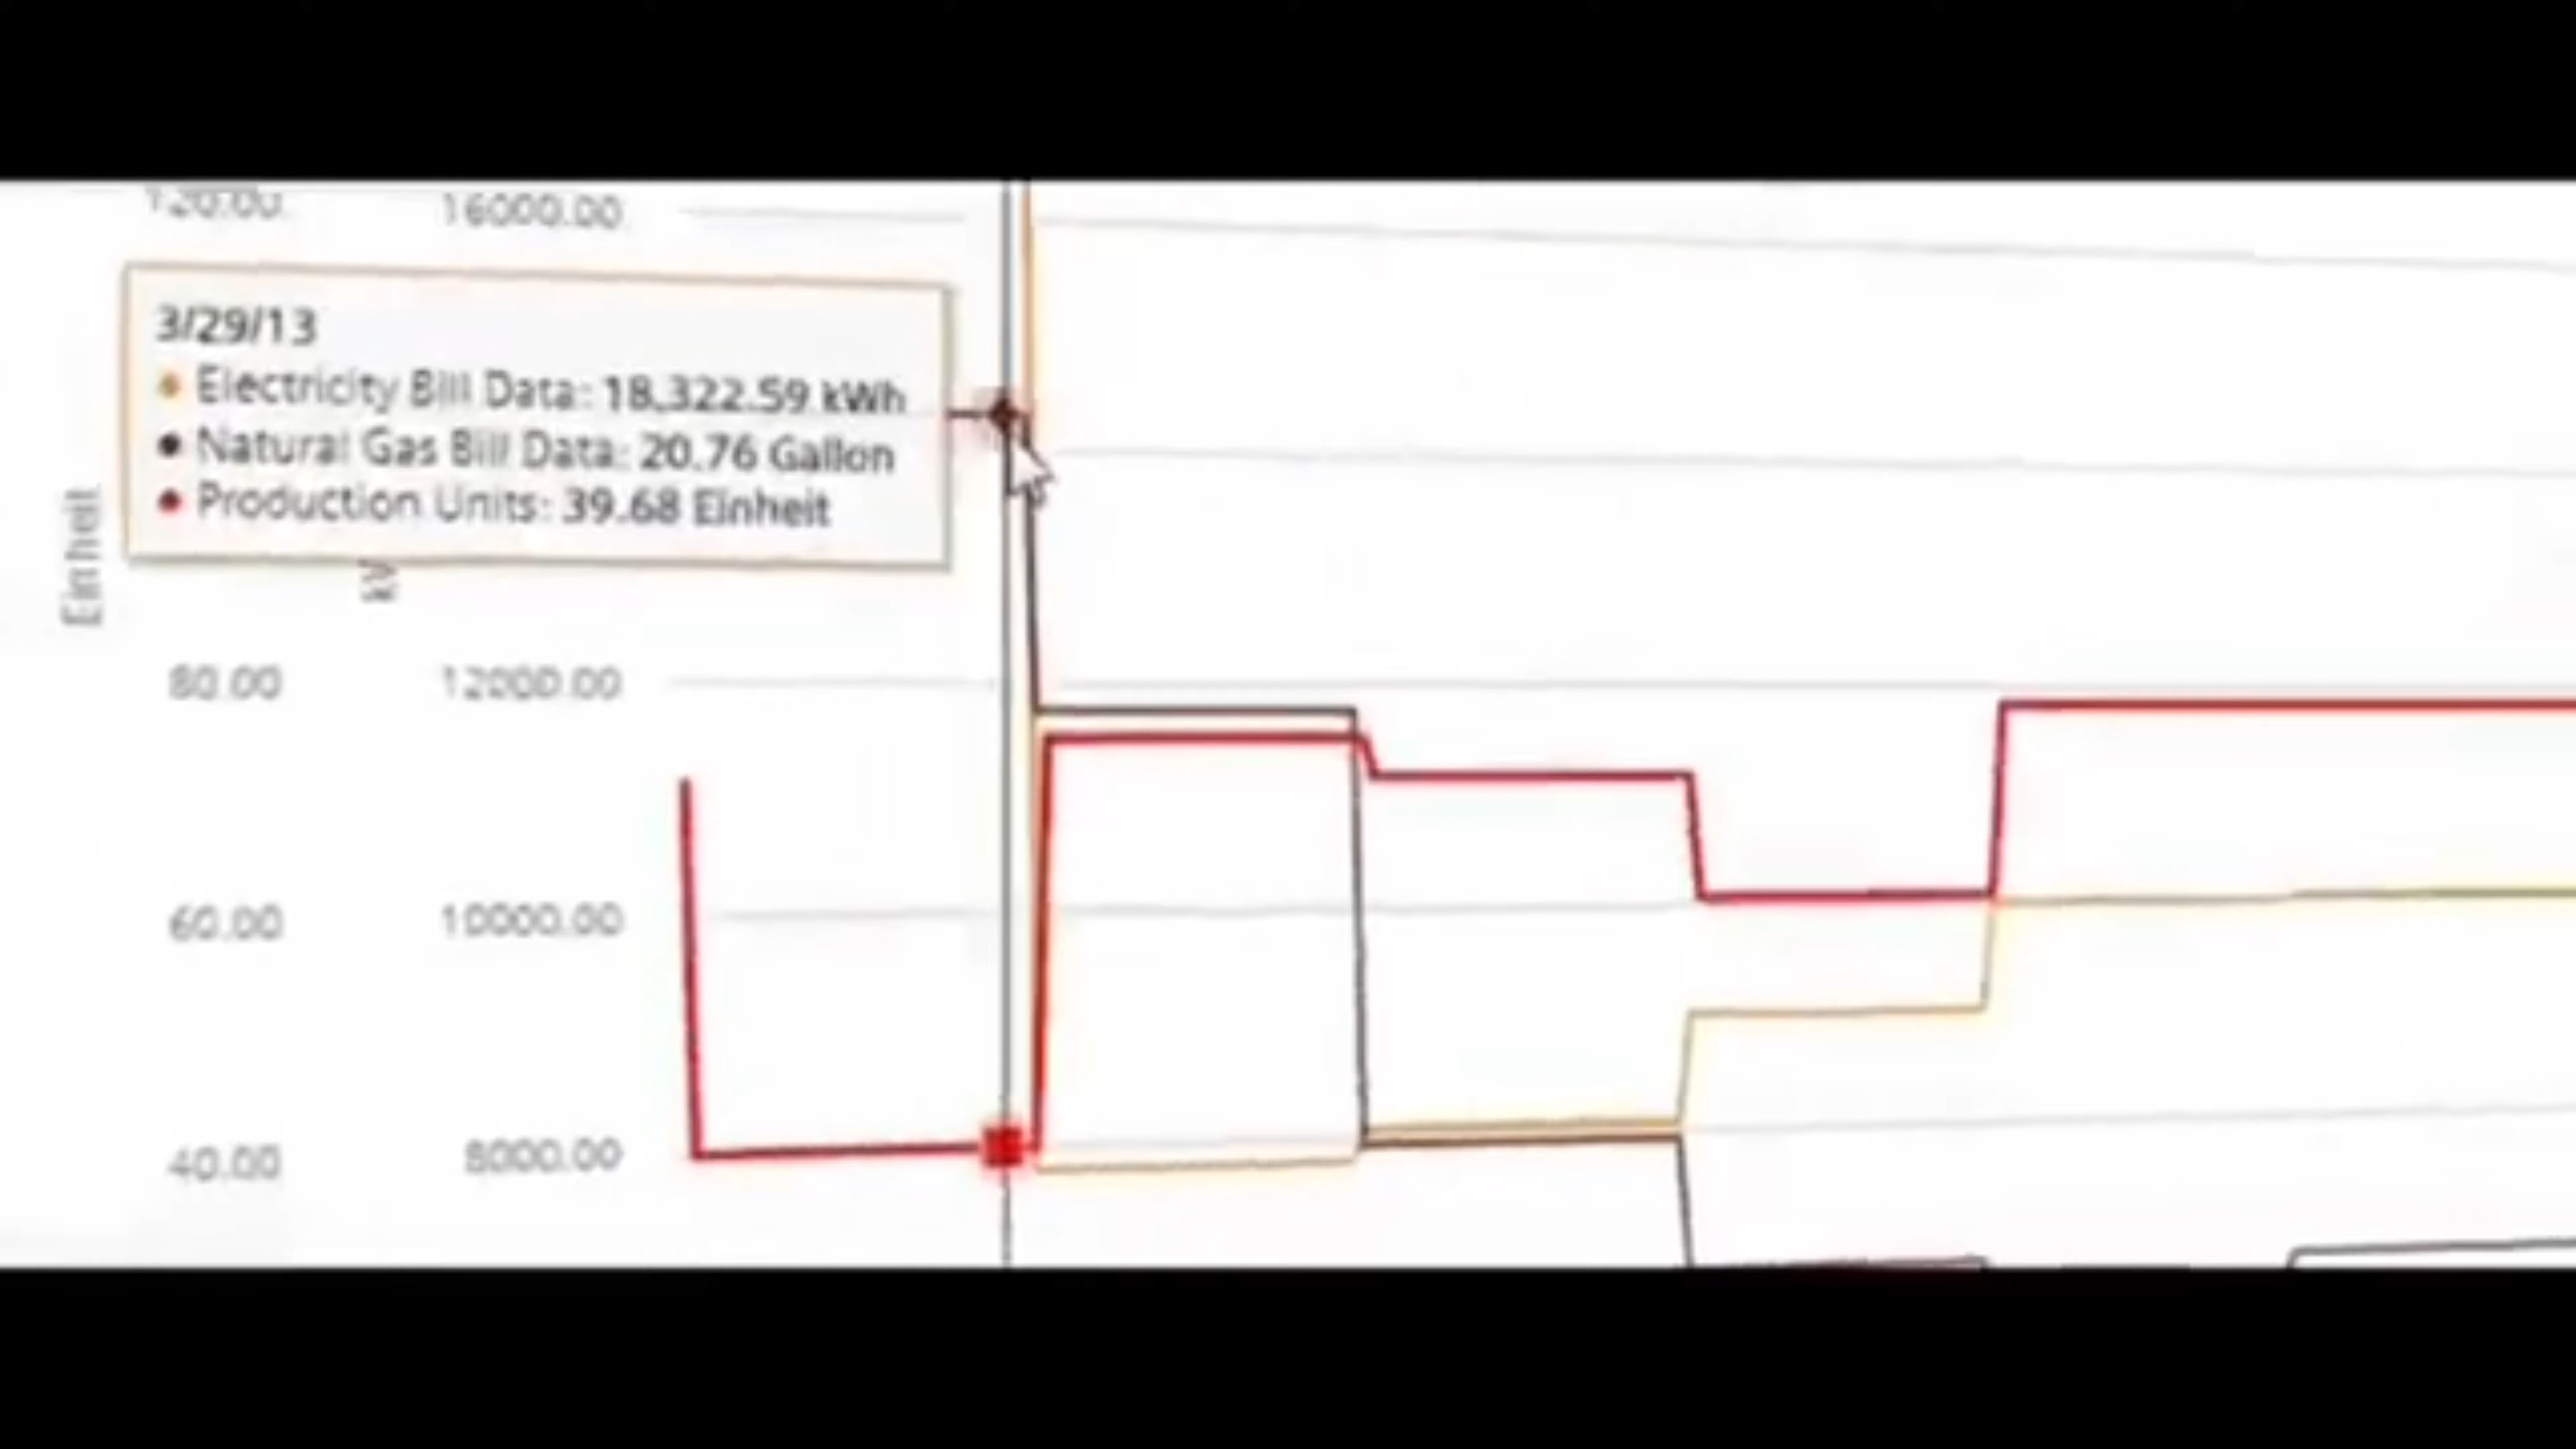 120.00
16000.00
3/29/13
Electricity Bill Data: 18,322.59 kWh
Natural Gas Bill Data: 20.76 Gallon
Production Units: 39.68 Einheit
Einheit
80.00
12000.00
60.00
10000.00
40.00
8000.00